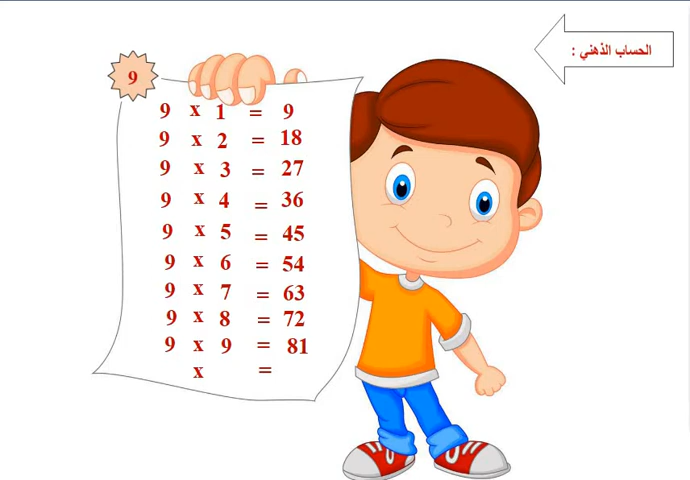 الحساب الذهني :
9
9 x 1 = 9
9 x 2 = 18
9 x 3 = 27
9 x 4 = 36
9 x 5 = 45
9 x 6 = 54
9 x 7 = 63
9 x 8 = 72
9 x 9 = 81
x =